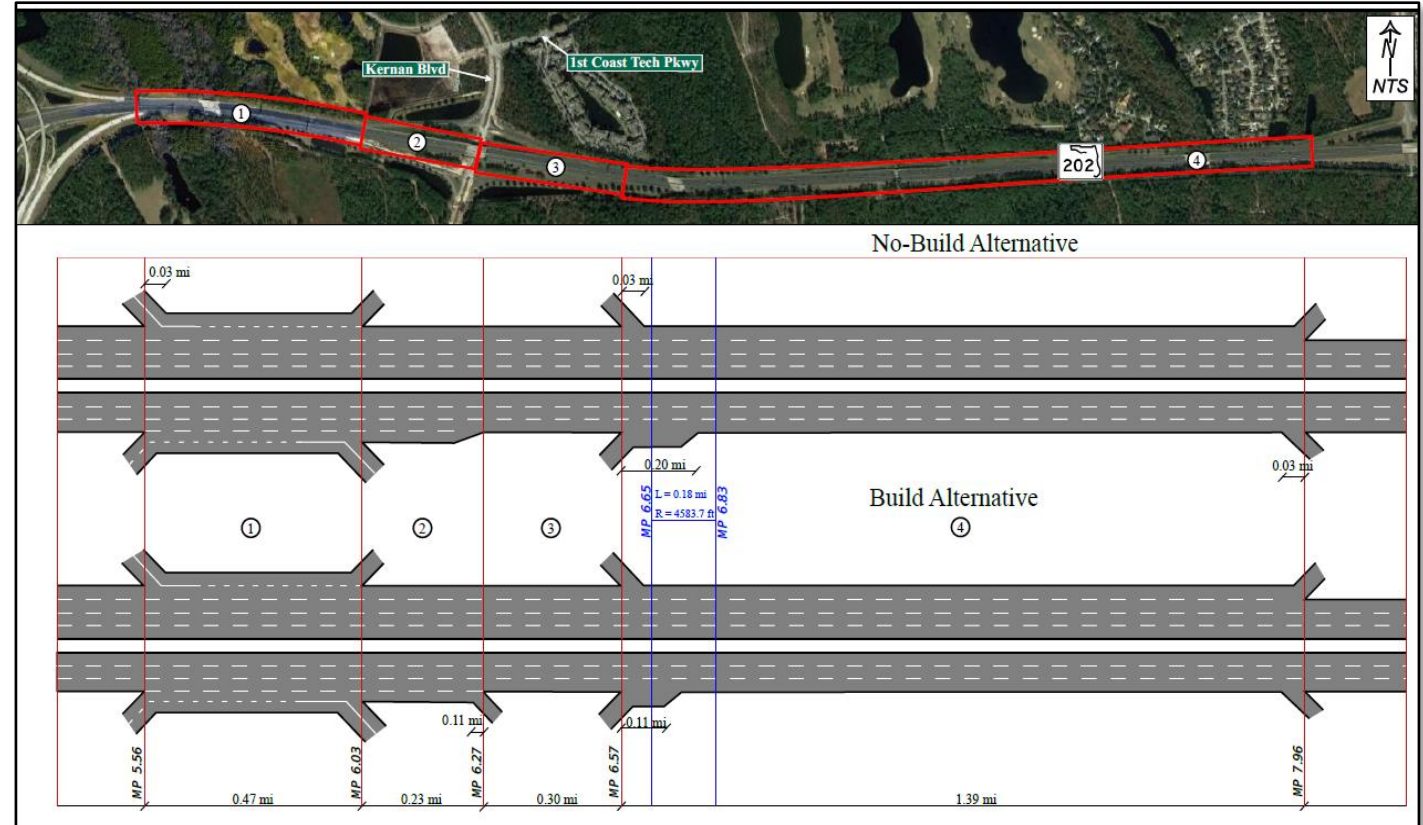 1st Coast Tech Pkwy
Kernan Blvd
N
NTS
1
2
3
202
4
No-Build Alternative
0.03 mi
0.03 mi
0.20 mi
0.03 mi
MP 6.65
L = 0.18 mi
R = 4583.7 ft
MP 6.83
Build Alternative
1
2
3
4
0.11 mi
0.11 mi
MP 5.56
MP 6.03
MP 6.27
MP 6.57
MP 7.96
0.47 mi
0.23 mi
0.30 mi
1.39 mi